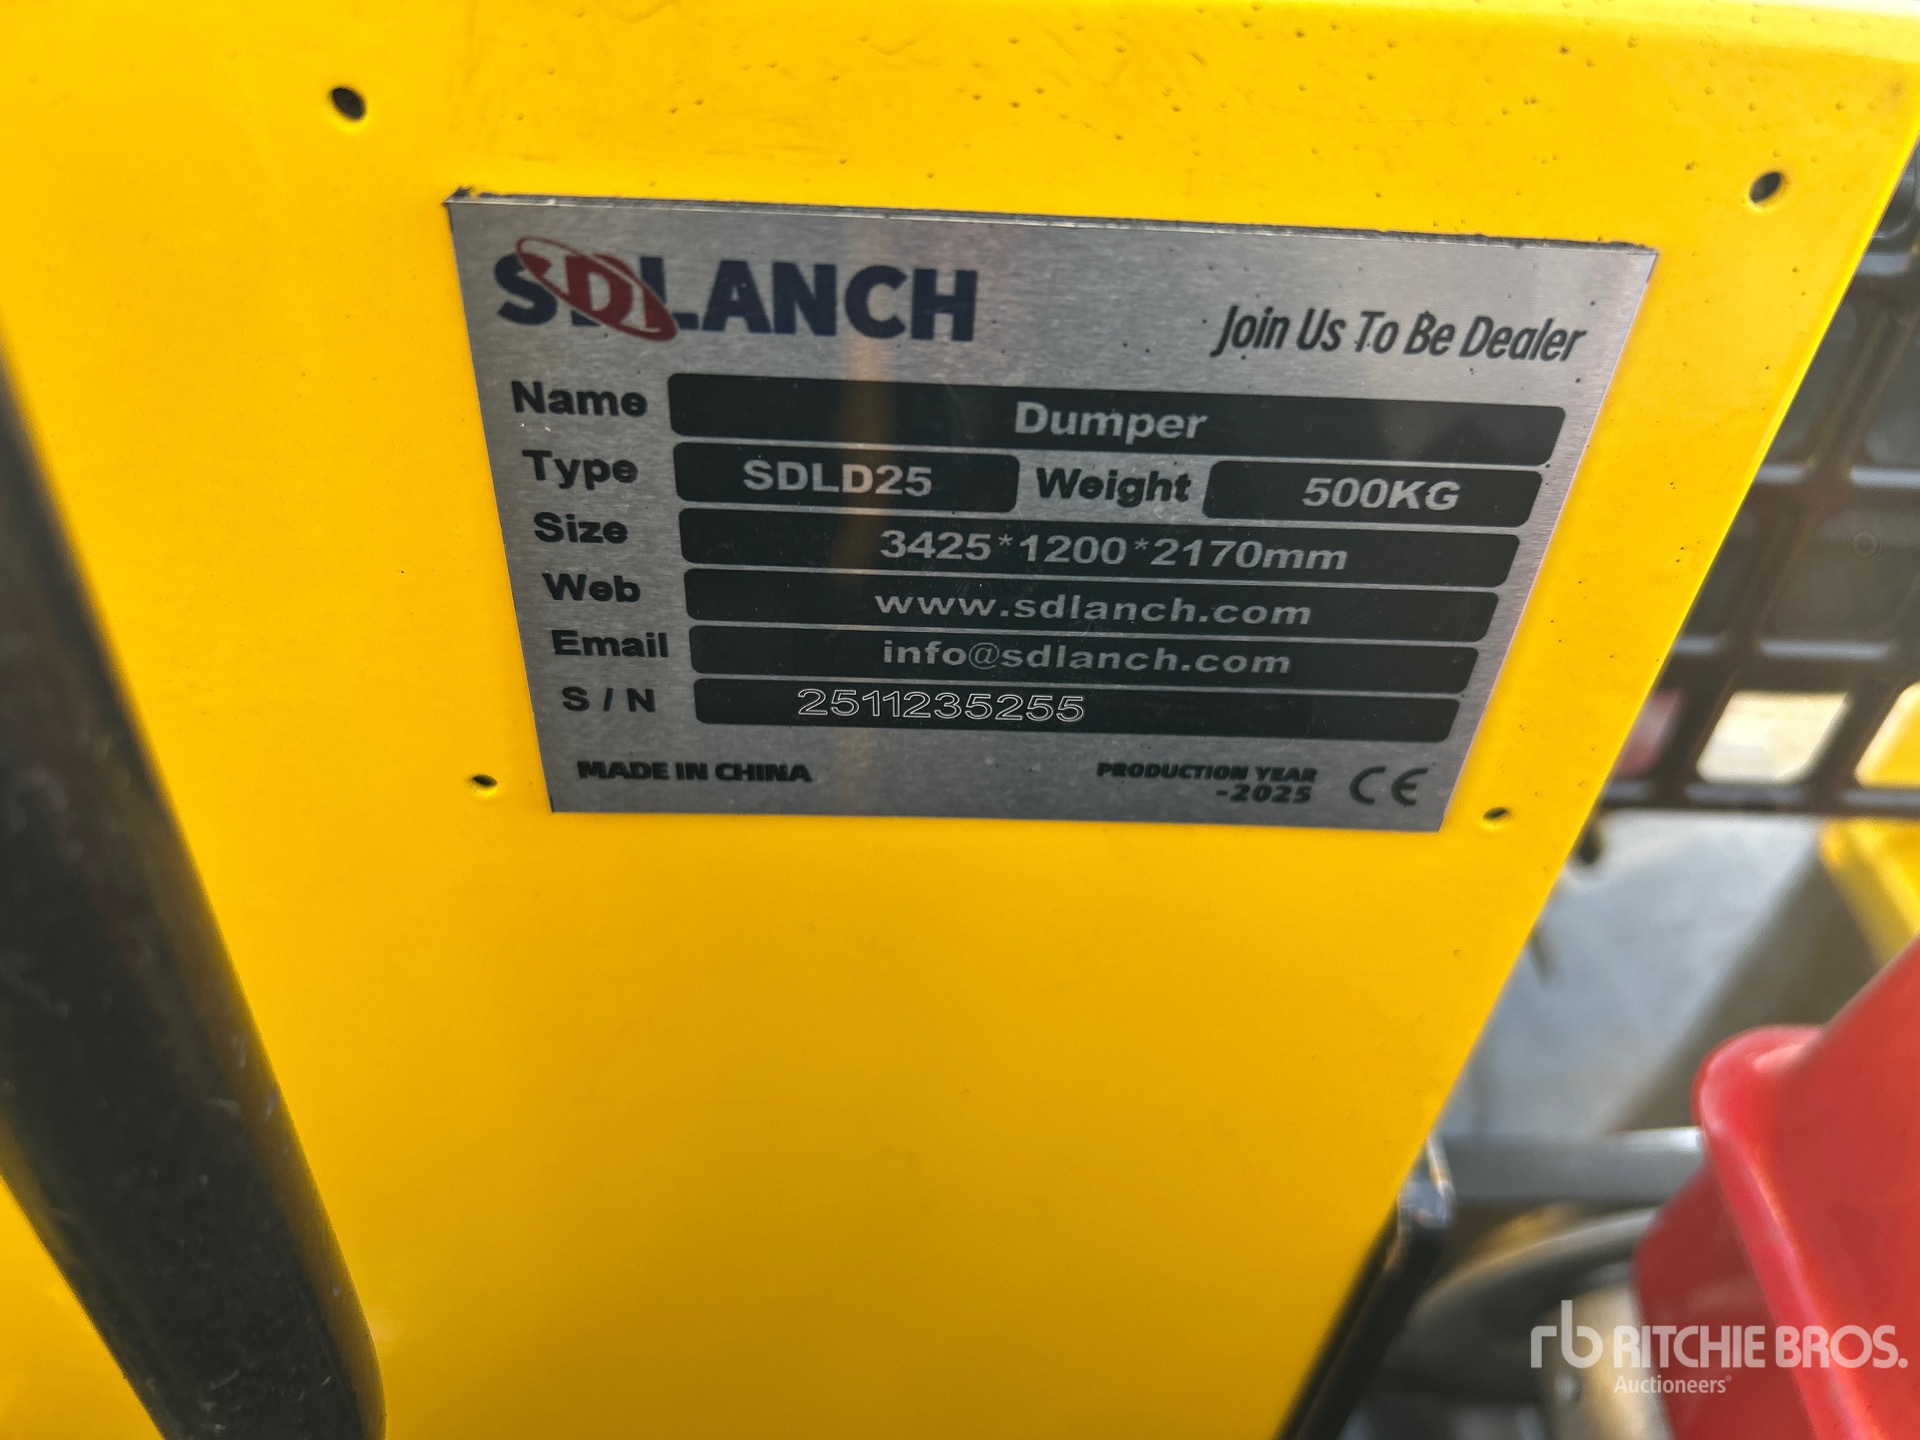 SDLANCH
Join Us To Be Dealer
Name Dumper
Type SDLD25 Weight 500KG
Size 3425*1200*2170mm
Web www.sdlanch.com
Email info@sdlanch.com
S / N 2511235255
MADE IN CHINA PRODUCTION YEAR
-2025 CE
rb RITCHIE BROS.
Auctioneers